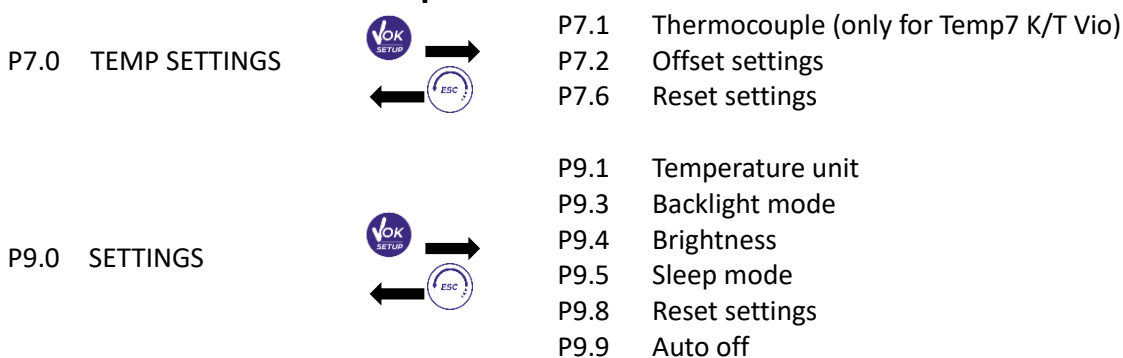 P7.0 TEMP SETTINGS
OK
SETUP
ESC
P7.1 Thermocouple (only for Temp7 K/T Vio)
P7.2 Offset settings
P7.6 Reset settings
P9.0 SETTINGS
OK
SETUP
ESC
P9.1 Temperature unit
P9.3 Backlight mode
P9.4 Brightness
P9.5 Sleep mode
P9.8 Reset settings
P9.9 Auto off